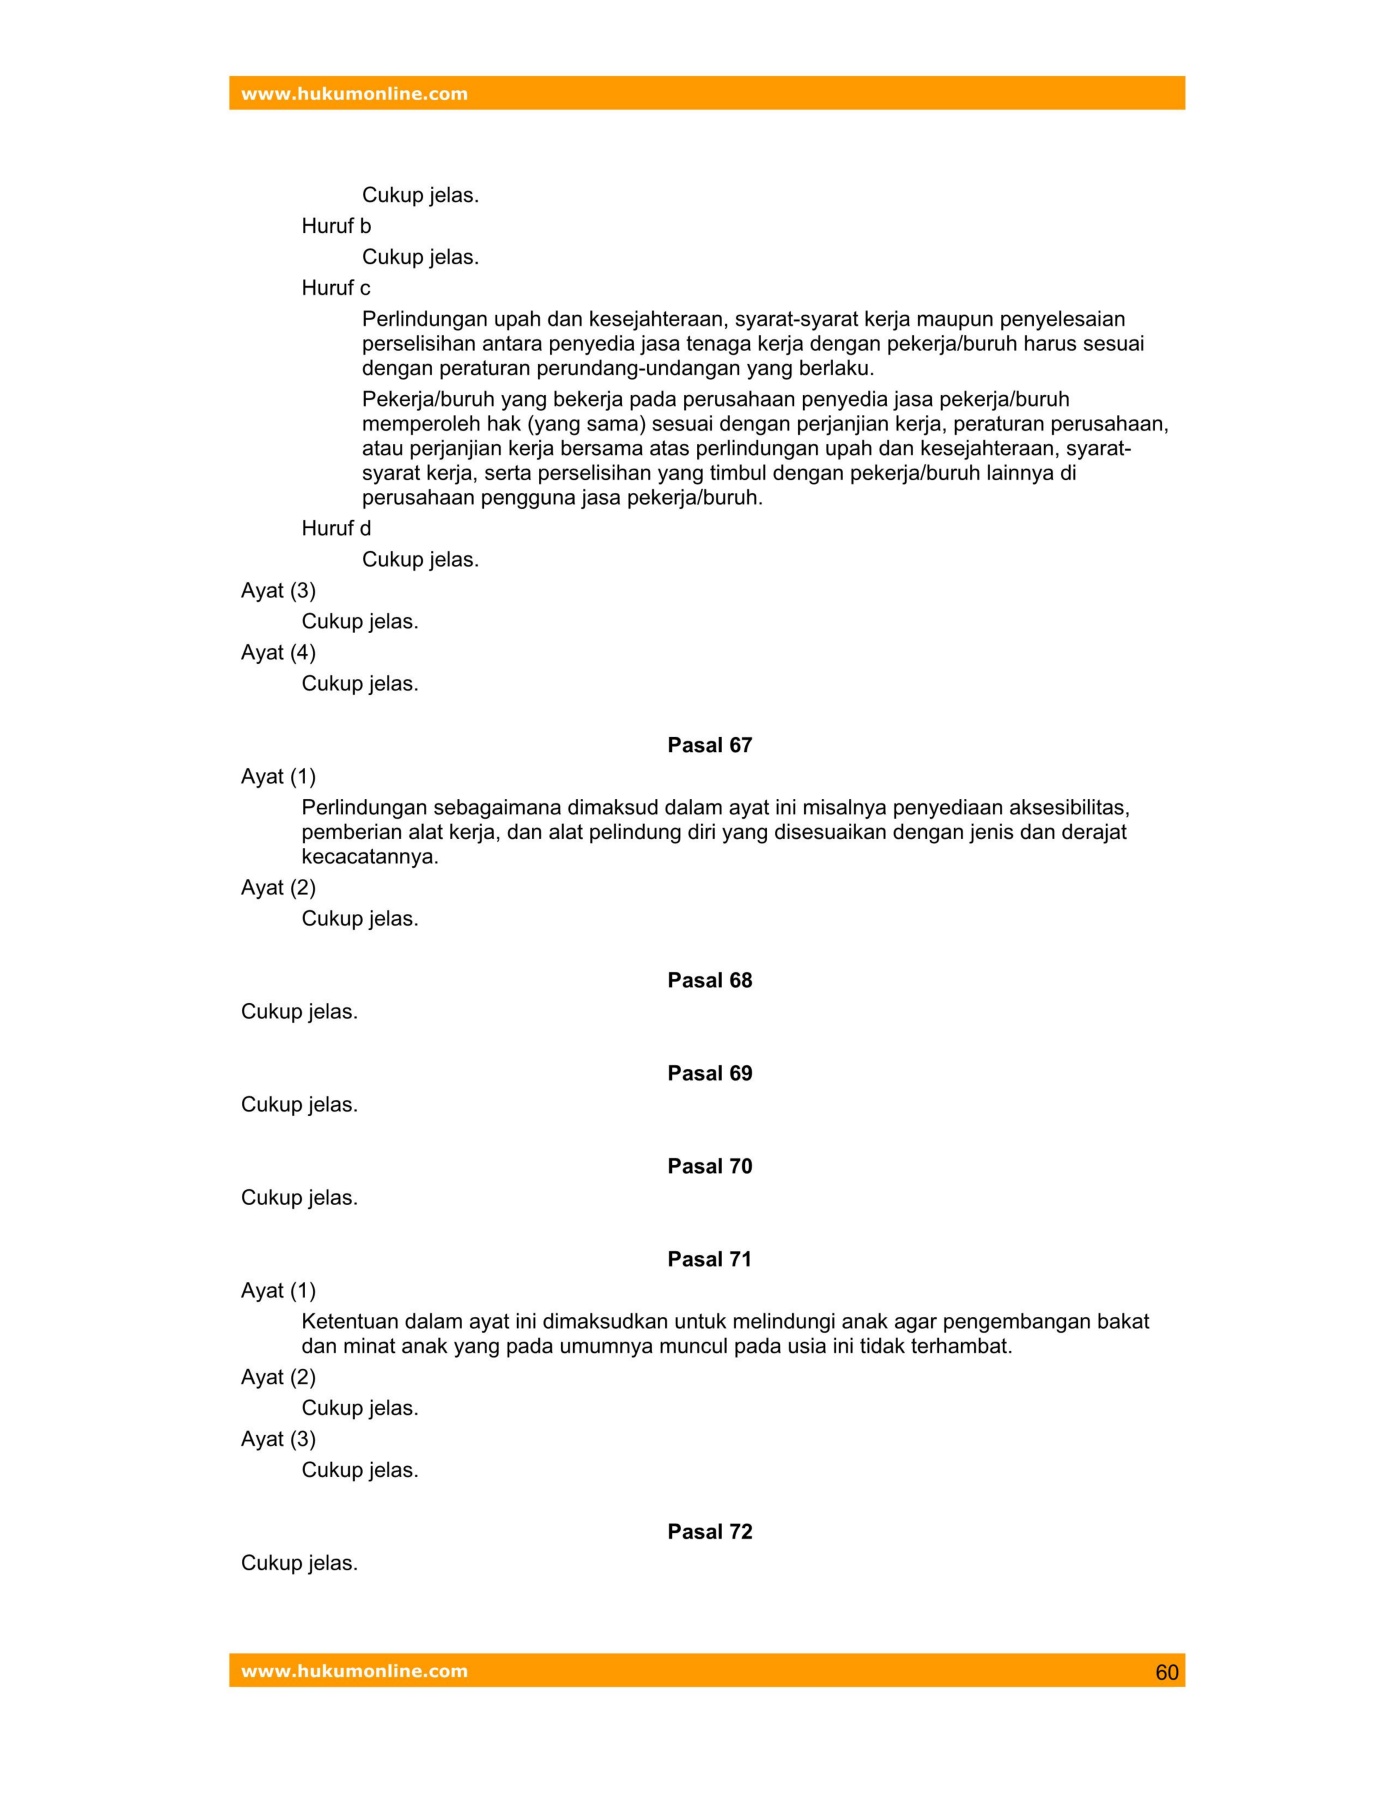 www.hukumonline.com
Cukup jelas.
Huruf b
Cukup jelas.
Huruf c
Perlindungan upah dan kesejahteraan, syarat-syarat kerja maupun penyelesaian
perselisihan antara penyedia jasa tenaga kerja dengan pekerja/buruh harus sesuai
dengan peraturan perundang-undangan yang berlaku.
Pekerja/buruh yang bekerja pada perusahaan penyedia jasa pekerja/buruh
memperoleh hak (yang sama) sesuai dengan perjanjian kerja, peraturan perusahaan,
atau perjanjian kerja bersama atas perlindungan upah dan kesejahteraan, syarat-
syarat kerja, serta perselisihan yang timbul dengan pekerja/buruh lainnya di
perusahaan pengguna jasa pekerja/buruh.
Huruf d
Cukup jelas.
Ayat (3)
Cukup jelas.
Ayat (4)
Cukup jelas.
Pasal 67
Ayat (1)
Perlindungan sebagaimana dimaksud dalam ayat ini misalnya penyediaan aksesibilitas,
pemberian alat kerja, dan alat pelindung diri yang disesuaikan dengan jenis dan derajat
kecacatannya.
Ayat (2)
Cukup jelas.
Pasal 68
Cukup jelas.
Pasal 69
Cukup jelas.
Pasal 70
Cukup jelas.
Pasal 71
Ayat (1)
Ketentuan dalam ayat ini dimaksudkan untuk melindungi anak agar pengembangan bakat
dan minat anak yang pada umumnya muncul pada usia ini tidak terhambat.
Ayat (2)
Cukup jelas.
Ayat (3)
Cukup jelas.
Pasal 72
Cukup jelas.
www.hukumonline.com 60